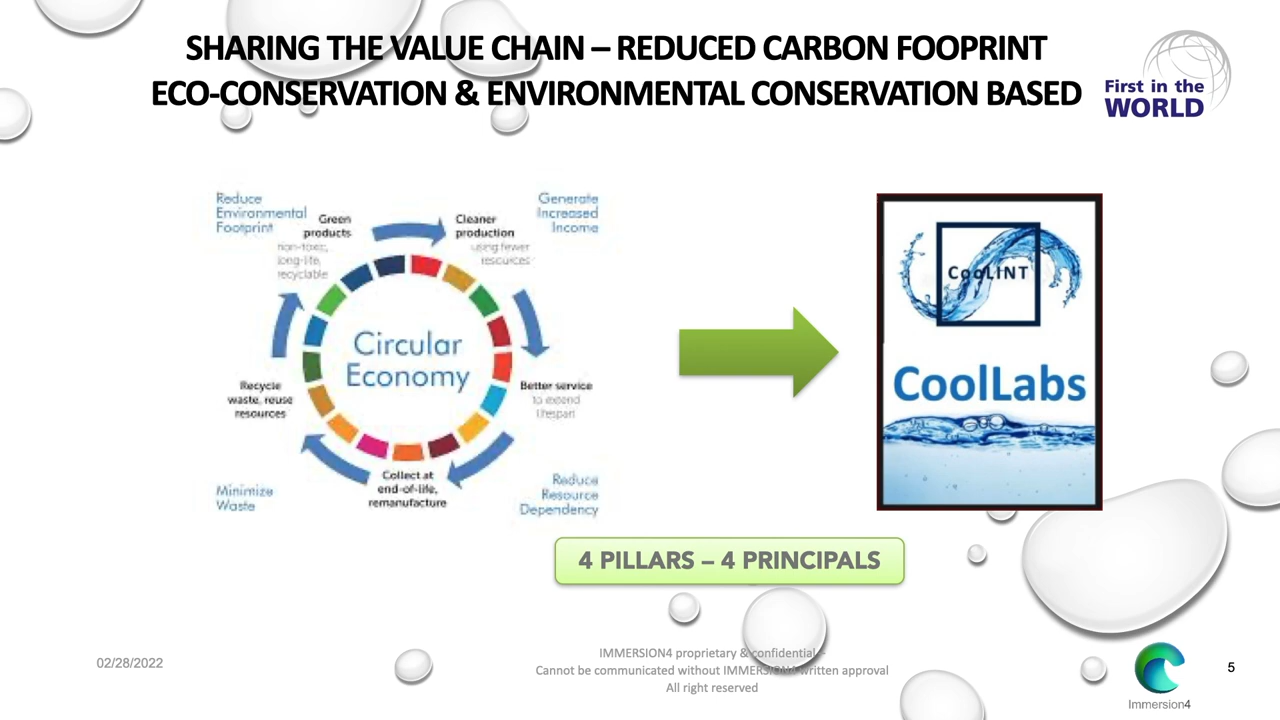 SHARING THE VALUE CHAIN – REDUCED CARBON FOOPRINT
ECO-CONSERVATION & ENVIRONMENTAL CONSERVATION BASED
First in the
WORLD
Reduce
Environmental
Footprint
Green
products
non-toxic,
long-life,
recyclable
Cleaner
production
using fewer
resources
Generate
Increased
Income
Circular
Economy
Recycle
waste, reuse
resources
Better service
to extend
lifespan
Collect at
end-of-life,
remanufacture
Minimize
Waste
Reduce
Resource
Dependency
CooLINT
CoolLabs
4 PILLARS – 4 PRINCIPALS
02/28/2022
IMMERSION4 proprietary & confidential –
Cannot be communicated without IMMERSION4 written approval
All right reserved
Immersion4
5